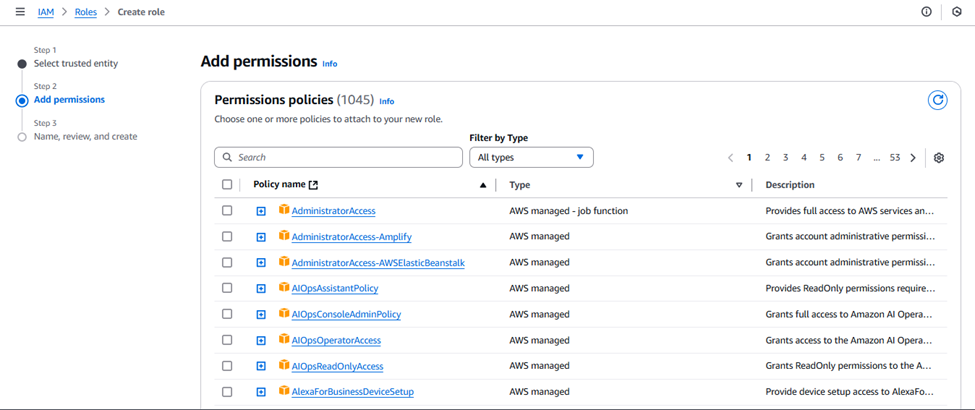 IAM > Roles > Create role
Step 1
Select trusted entity
Step 2
Add permissions
Step 3
Name, review, and create
Add permissions Info
Permissions policies (1045) Info
Choose one or more policies to attach to your new role.
Filter by Type
Search
All types
1 2 3 4 5 6 7 ... 53
Policy name Type Description
AdministratorAccess AWS managed - job function Provides full access to AWS services an...
AdministratorAccess-Amplify AWS managed Grants account administrative permissi...
AdministratorAccess-AWSElasticBeanstalk AWS managed Grants account administrative permissi...
AIOpsAssistantPolicy AWS managed Provides ReadOnly permissions require...
AIOpsConsoleAdminPolicy AWS managed Grants full access to Amazon AI Opera...
AIOpsOperatorAccess AWS managed Grants access to the Amazon AI Opera...
AIOpsReadOnlyAccess AWS managed Grants ReadOnly permissions to the A...
AlexaForBusinessDeviceSetup AWS managed Provide device setup access to AlexaFo...